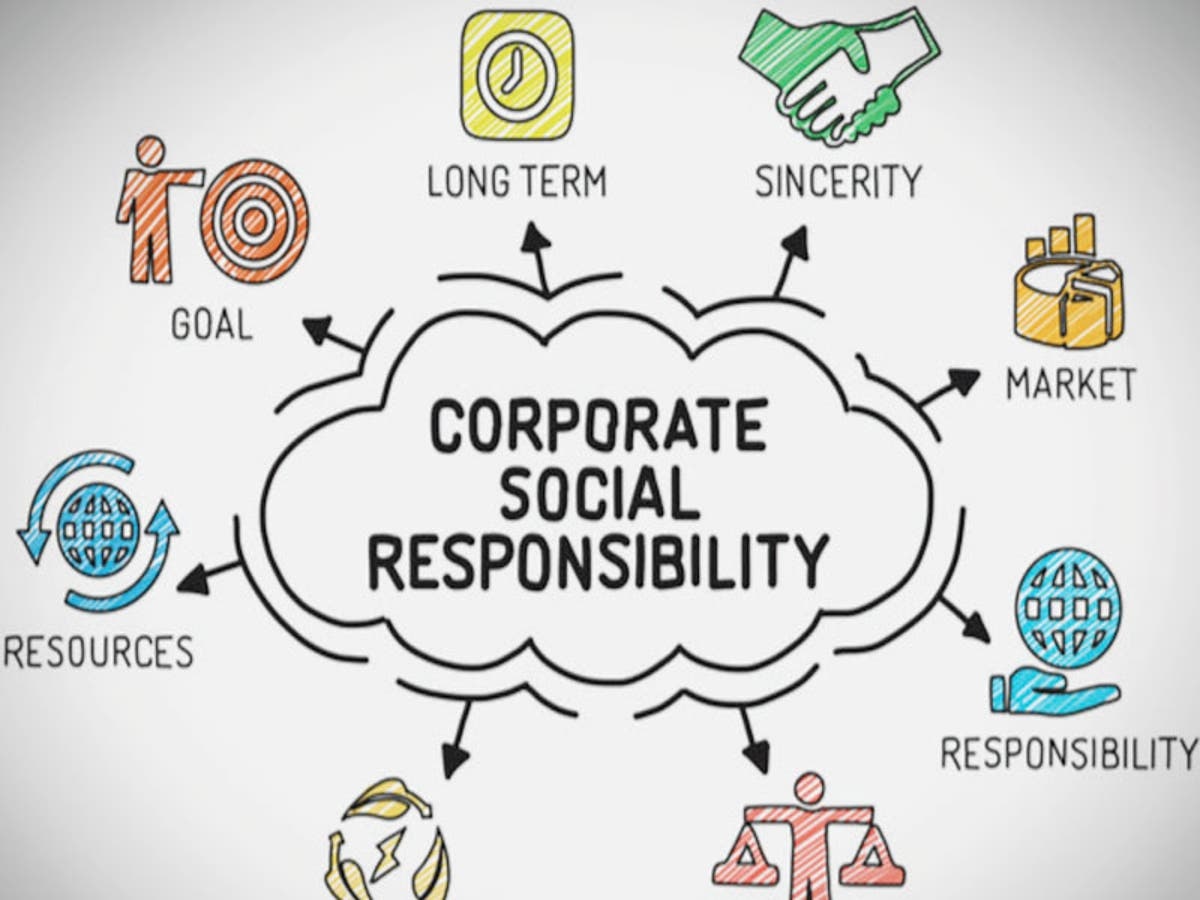 LONG TERM
SINCERITY
GOAL
MARKET
CORPORATE
SOCIAL
RESPONSIBILITY
RESOURCES
RESPONSIBILITY